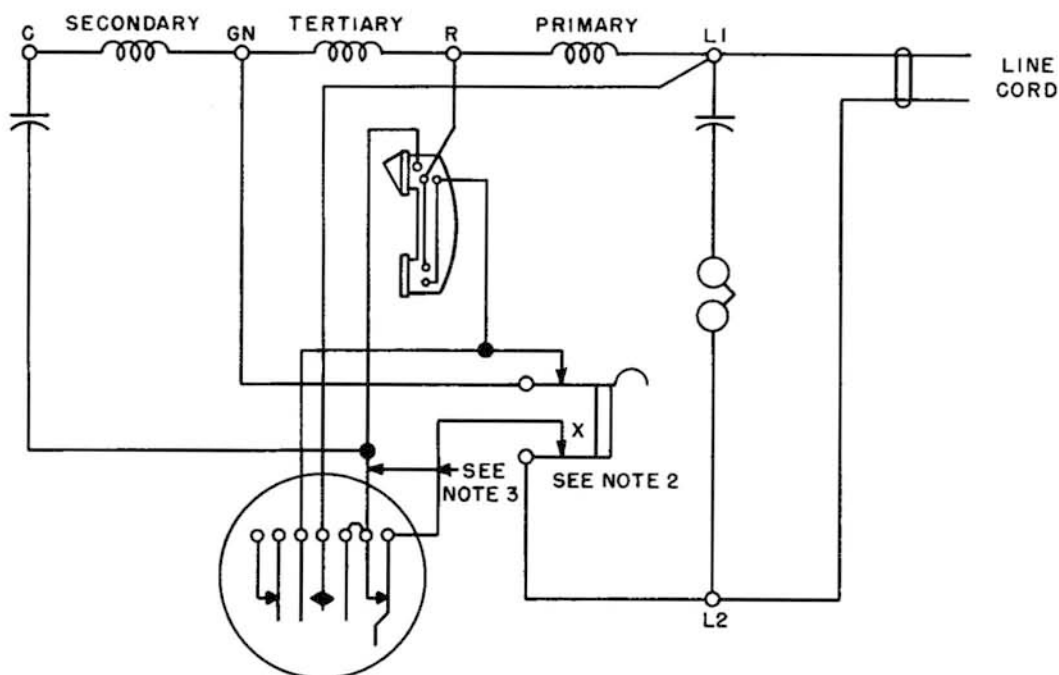 C SECONDARY GN TERTIARY R PRIMARY L1
LINE
CORD
X
SEE
NOTE 3
SEE NOTE 2
L2